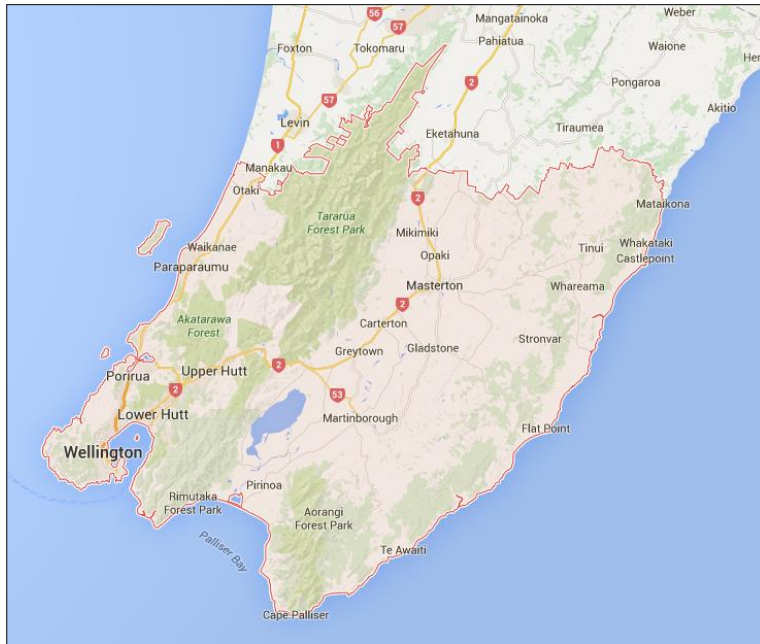 56
Mangatainoka
Weber
57
Foxton
Tokomaru
Pahiatua
Waione
Her
2
57
Pongaroa
Akitio
Levin
Eketahuna
Tiraumea
1
Manakau
Otaki
2
Mataikona
Tararua
Forest Park
Mikimiki
Waikanae
Opaki
Tinui
Whakataki
Castlepoint
Paraparaumu
Masterton
Whareama
2
Akatarawa
Forest
Carterton
Greytown
Gladstone
Stronvar
2
Porirua
Upper Hutt
2
53
Lower Hutt
Martinborough
Flat Point
Wellington
Pirinoa
Rimutaka
Forest Park
Aorangi
Forest Park
Palliser Bay
Te Awaiti
Cape Palliser